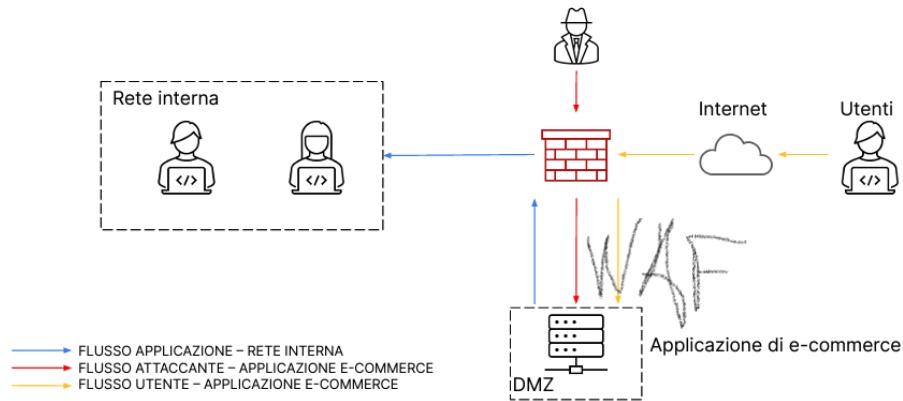 Rete interna
Internet
Utenti
WAF
Applicazione di e-commerce
DMZ
FLUSSO APPLICAZIONE – RETE INTERNA
FLUSSO ATTACCANTE – APPLICAZIONE E-COMMERCE
FLUSSO UTENTE – APPLICAZIONE E-COMMERCE